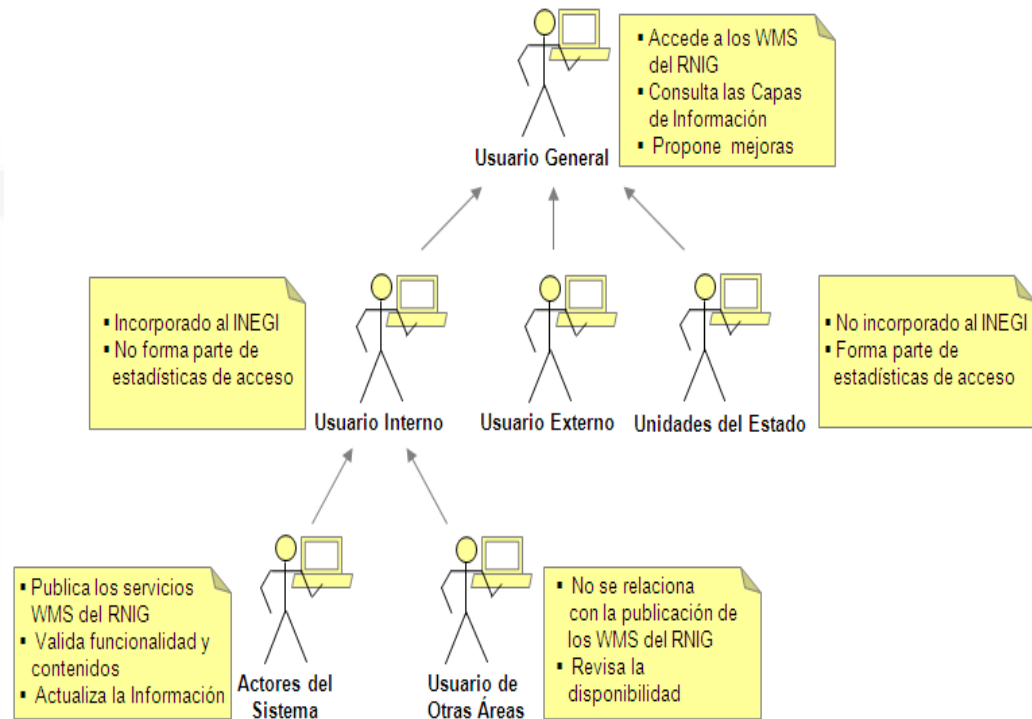 ▪ Accede a los WMS
del RNIG
▪ Consulta las Capas
de Información
▪ Propone mejoras
Usuario General
▪ Incorporado al INEGI
▪ No forma parte de
estadísticas de acceso
▪ No incorporado al INEGI
▪ Forma parte de
estadísticas de acceso
Usuario Interno
Usuario Externo
Unidades del Estado
▪ Publica los servicios
WMS del RNIG
▪ Valida funcionalidad y
contenidos
▪ Actualiza la Información
Actores del
Sistema
Usuario de
Otras Áreas
▪ No se relaciona
con la publicación de
los WMS del RNIG
▪ Revisa la
disponibilidad